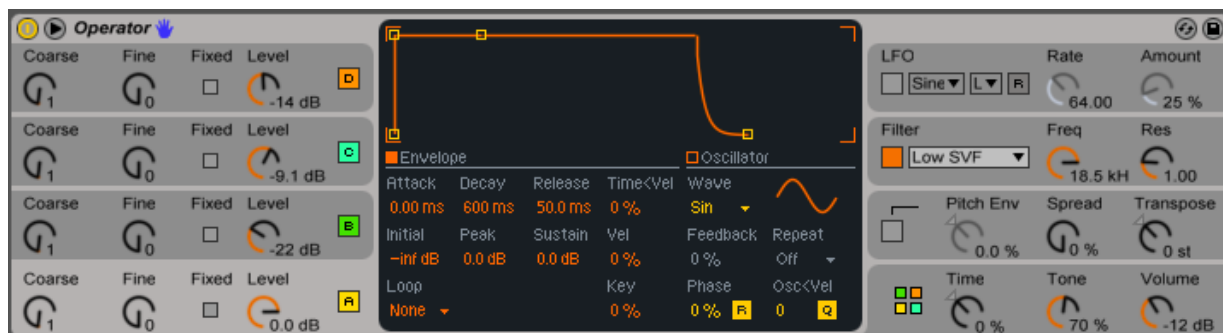 Operator
Coarse Fine Fixed Level
1 0 -14 dB D
Coarse Fine Fixed Level
1 0 -9.1 dB C
Coarse Fine Fixed Level
1 0 -22 dB B
Coarse Fine Fixed Level
1 0 0.0 dB A
Envelope Oscillator
Attack Decay Release Time<Vel Wave
0.00 ms 600 ms 50.0 ms 0 % Sin
Initial Peak Sustain Vel Feedback Repeat
-inf dB 0.0 dB 0.0 dB 0 % 0 % Off
Loop Key Phase Osc<Vel
None 0 % 0 % R 0 Q
LFO Rate Amount
Sine L R 64.00 25 %
Filter Freq Res
Low SVF 18.5 kH 1.00
Pitch Env Spread Transpose
0.0 % 0 % 0 st
Time Tone Volume
0 % 70 % -12 dB